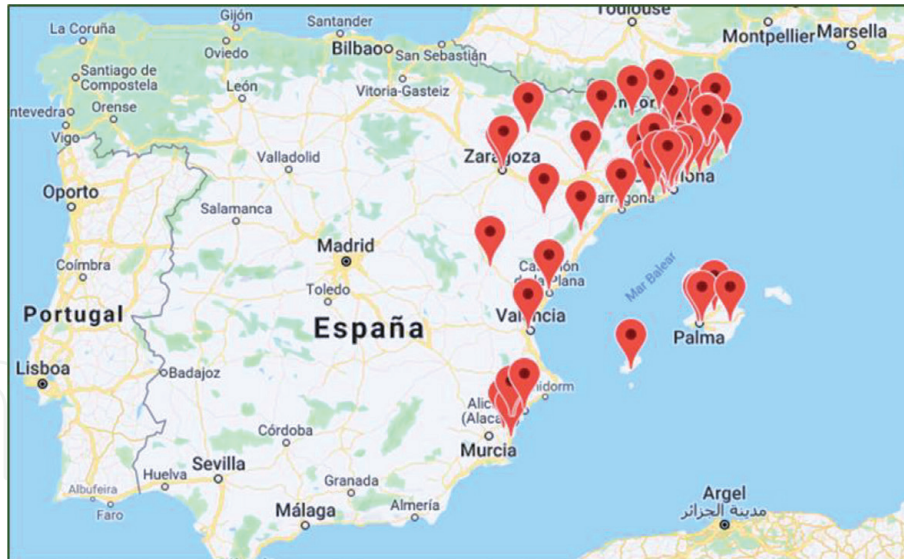 Gijón
Santander
Toulouse
La Coruña
Oviedo
Bilbao
San Sebastián
Montpellier
Marsella
Santiago de
Compostela
Vitoria-Gasteiz
León
Orense
Vigo
Valladolid
Zaragoza
Oporto
Salamanca
Madrid
Coímbra
Toledo
Mar Balear
Portugal
España
Valencia
Palma
Lisboa
Badajoz
Murcia
Córdoba
Huelva
Sevilla
Granada
Albufeira
Faro
Málaga
Almería
Argel
مدينة الجزائر